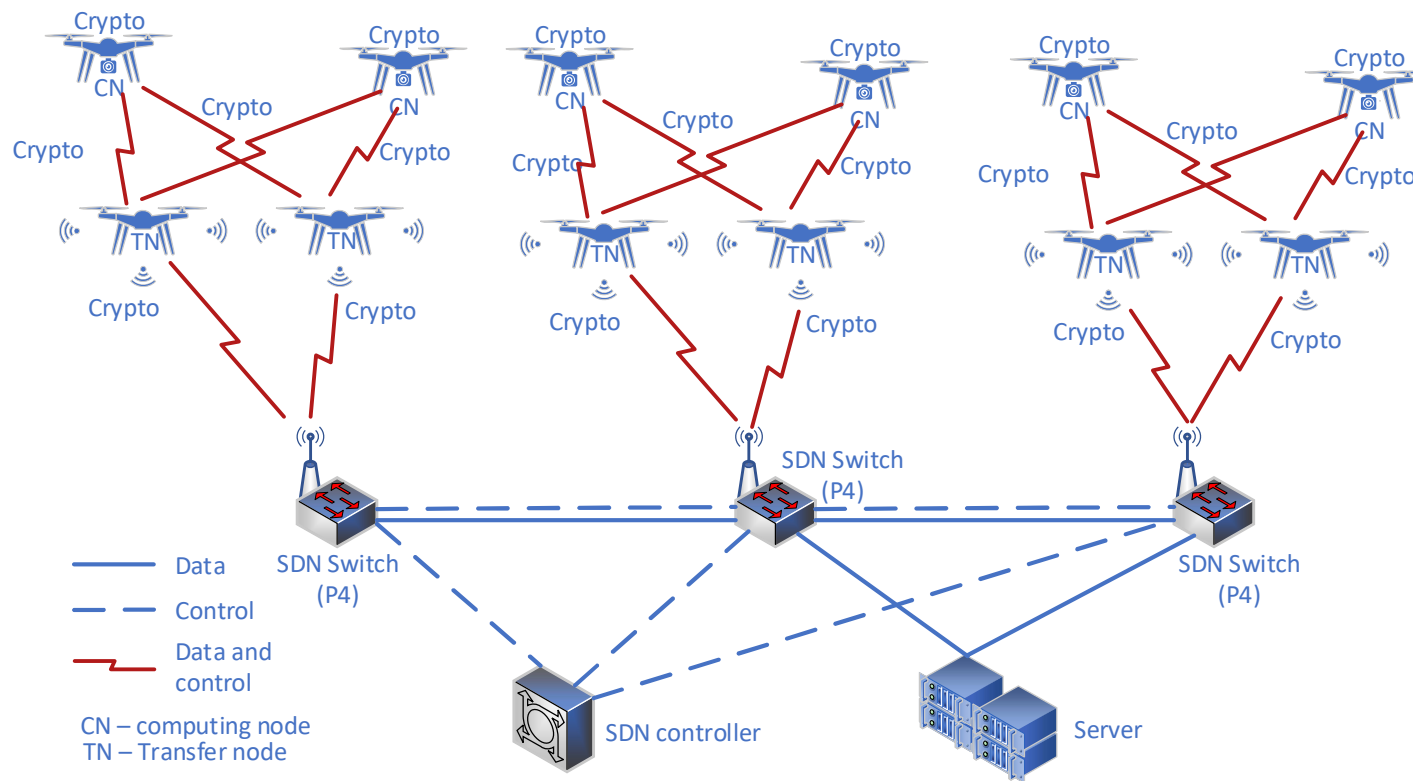 Crypto
Crypto
Crypto
Crypto
Crypto
Crypto
CN
CN
CN
CN
CN
CN
Crypto
Crypto
Crypto
Crypto
Crypto
Crypto
Crypto
Crypto
Crypto
TN
TN
TN
TN
TN
TN
Crypto
Crypto
Crypto
Crypto
Crypto
Crypto
SDN Switch
(P4)
SDN Switch
(P4)
SDN Switch
(P4)
Data
Control
Data and
control
CN – computing node
TN – Transfer node
SDN controller
Server